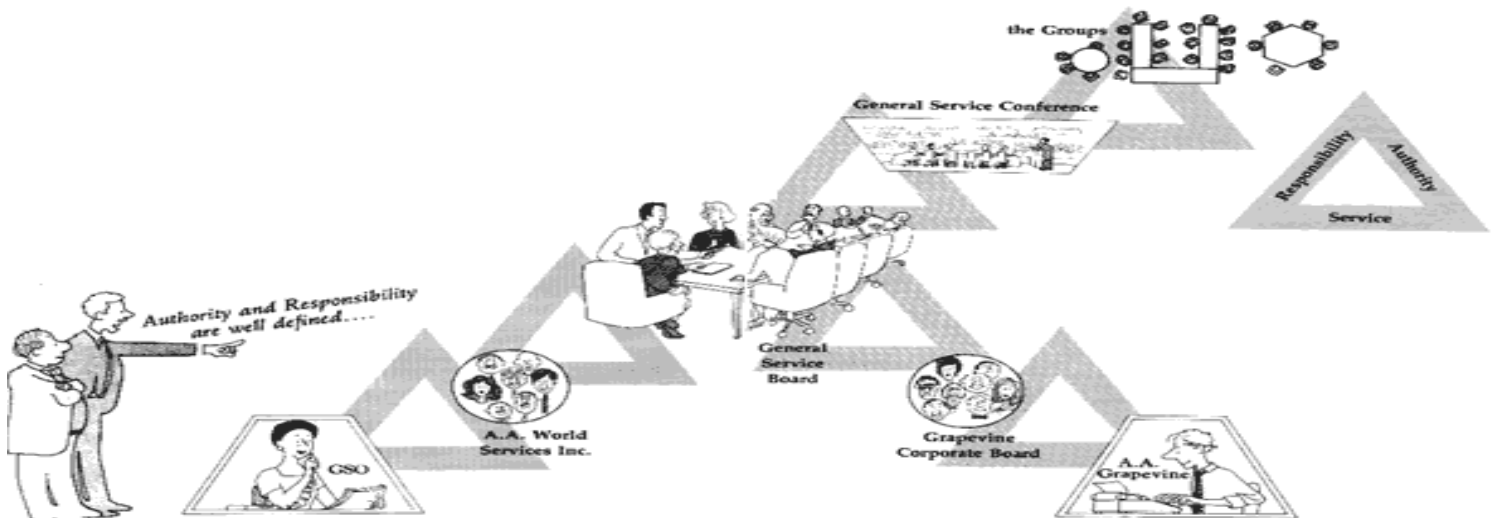 the Groups
General Service Conference
Responsibility
Authority
Service
Authority and Responsibility
are well defined....
General
Service
Board
A.A. World
Services Inc.
Grapevine
Corporate Board
GSO
A.A.
Grapevine